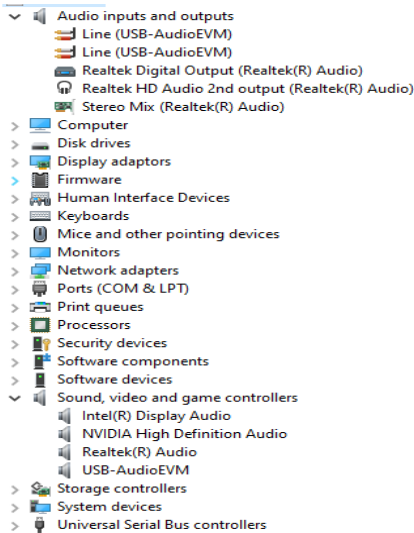 Audio inputs and outputs
Line (USB-AudioEVM)
Line (USB-AudioEVM)
Realtek Digital Output (Realtek(R) Audio)
Realtek HD Audio 2nd output (Realtek(R) Audio)
Stereo Mix (Realtek(R) Audio)
Computer
Disk drives
Display adaptors
Firmware
Human Interface Devices
Keyboards
Mice and other pointing devices
Monitors
Network adapters
Ports (COM & LPT)
Print queues
Processors
Security devices
Software components
Software devices
Sound, video and game controllers
Intel(R) Display Audio
NVIDIA High Definition Audio
Realtek(R) Audio
USB-AudioEVM
Storage controllers
System devices
Universal Serial Bus controllers